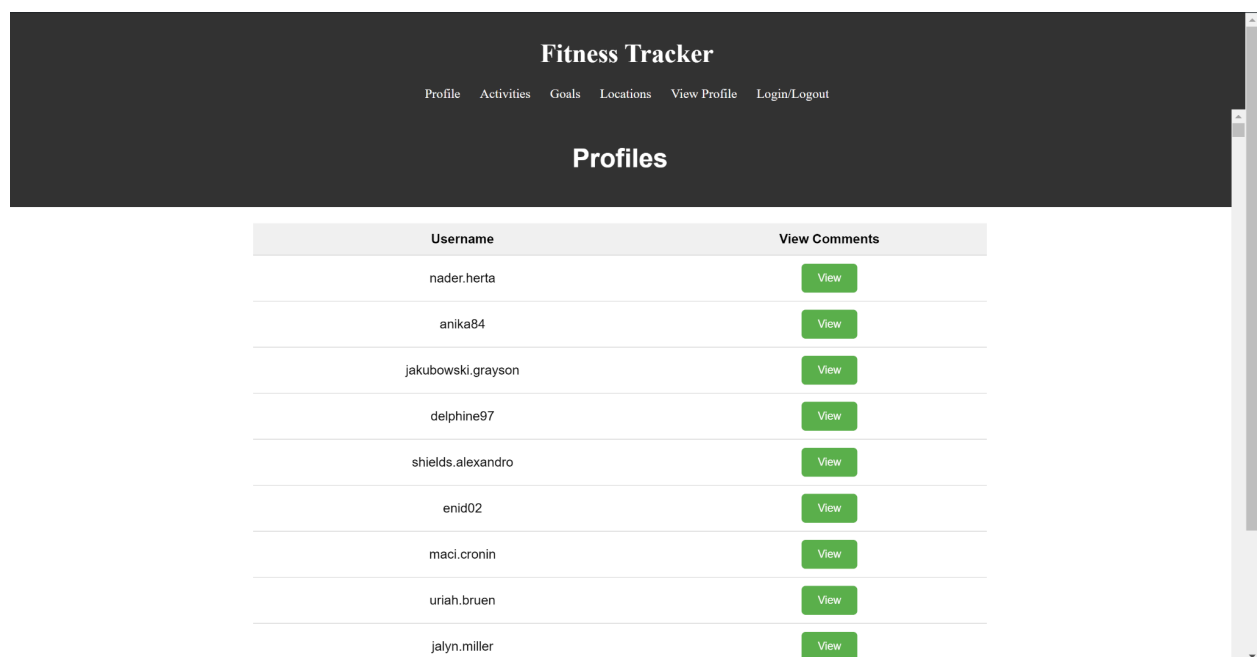 Fitness Tracker
Profile Activities Goals Locations View Profile Login/Logout
Profiles
Username View Comments
nader.herta View
anika84 View
jakubowski.grayson View
delphine97 View
shields.alexandro View
enid02 View
maci.cronin View
uriah.bruen View
jalyn.miller View